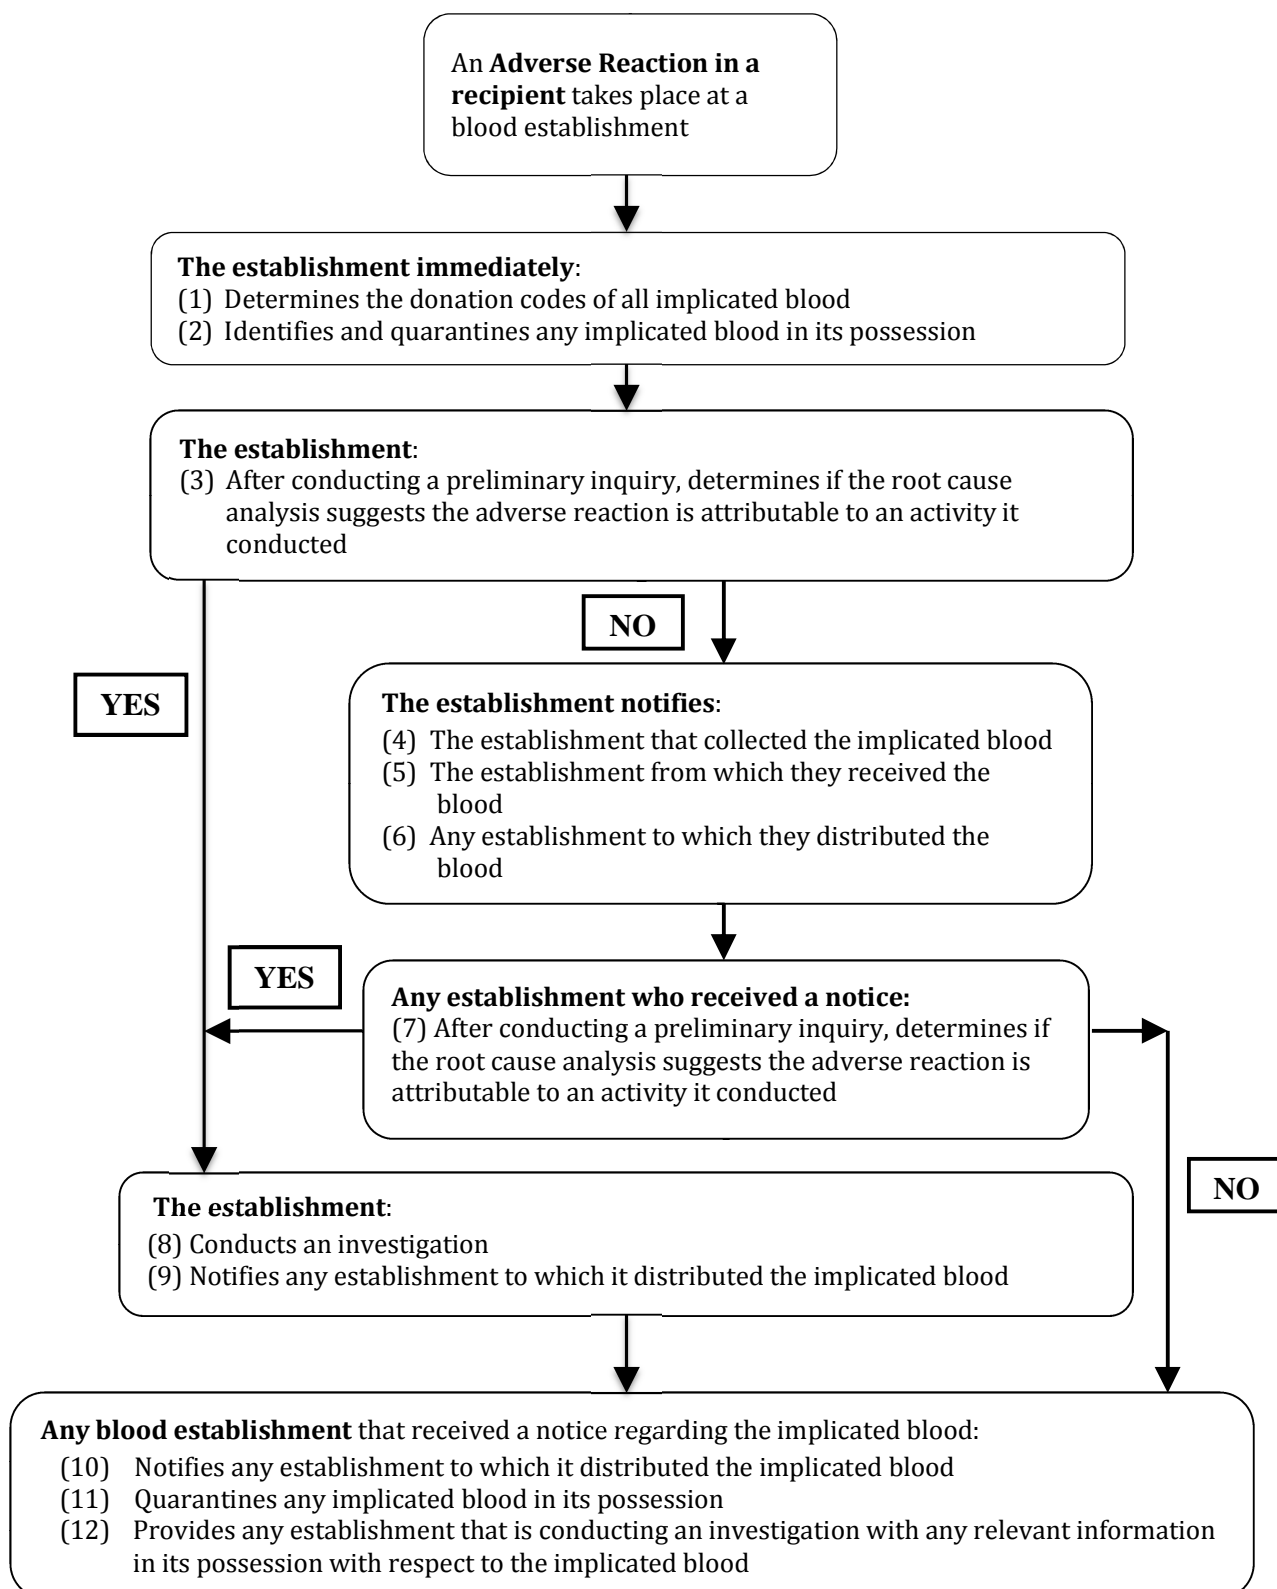 An Adverse Reaction in a
recipient takes place at a
blood establishment
The establishment immediately:
(1) Determines the donation codes of all implicated blood
(2) Identifies and quarantines any implicated blood in its possession
The establishment:
(3) After conducting a preliminary inquiry, determines if the root cause
analysis suggests the adverse reaction is attributable to an activity it
conducted
NO
YES
The establishment notifies:
(4) The establishment that collected the implicated blood
(5) The establishment from which they received the
blood
(6) Any establishment to which they distributed the
blood
YES
Any establishment who received a notice:
(7) After conducting a preliminary inquiry, determines if
the root cause analysis suggests the adverse reaction is
attributable to an activity it conducted
NO
The establishment:
(8) Conducts an investigation
(9) Notifies any establishment to which it distributed the implicated blood
Any blood establishment that received a notice regarding the implicated blood:
(10) Notifies any establishment to which it distributed the implicated blood
(11) Quarantines any implicated blood in its possession
(12) Provides any establishment that is conducting an investigation with any relevant information
in its possession with respect to the implicated blood